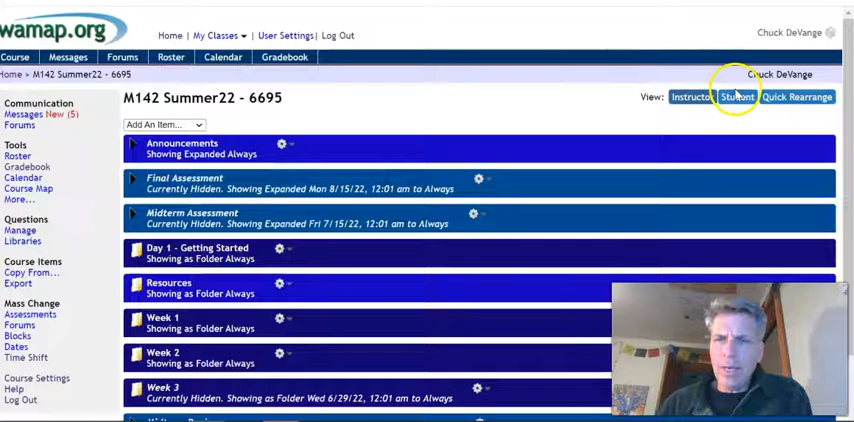 wamap.org
Home | My Classes | User Settings | Log Out
Chuck DeVange
Course Messages Forums Roster Calendar Gradebook
Home > M142 Summer22 - 6695
Chuck DeVange
M142 Summer22 - 6695
View: Instructor Student Quick Rearrange
Add An Item...
Communication
Messages New (5)
Forums
Tools
Roster
Gradebook
Calendar
Course Map
More...
Questions
Manage
Libraries
Course Items
Copy From...
Export
Mass Change
Assessments
Forums
Blocks
Dates
Time Shift
Course Settings
Help
Log Out
Announcements
Showing Expanded Always
Final Assessment
Currently Hidden. Showing Expanded Mon 8/15/22, 12:01 am to Always
Midterm Assessment
Currently Hidden. Showing Expanded Fri 7/15/22, 12:01 am to Always
Day 1 - Getting Started
Showing as Folder Always
Resources
Showing as Folder Always
Week 1
Showing as Folder Always
Week 2
Showing as Folder Always
Week 3
Currently Hidden. Showing as Folder Wed 6/29/22, 12:01 am to Always